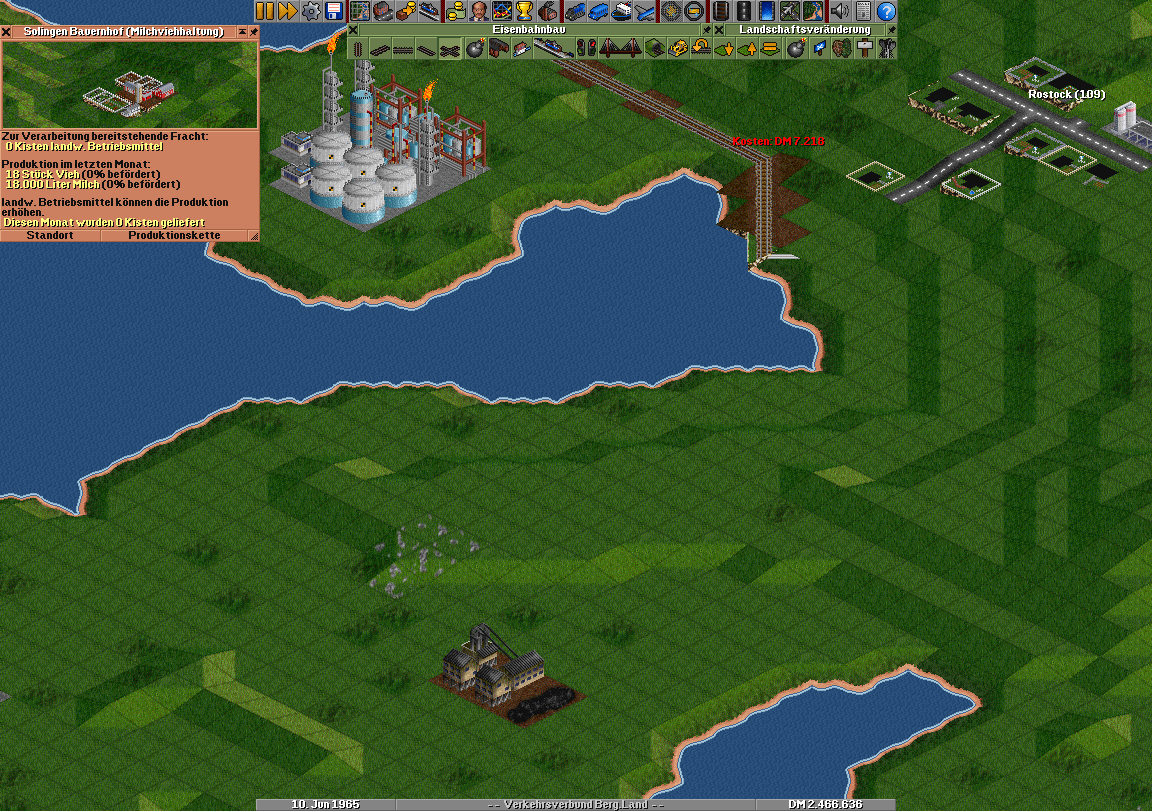 Solingen Bauernhof (Milchviehhaltung)
Eisenbahnbau
Landschaftsveränderung
Rostock (109)
Zur Verarbeitung bereitstehende Fracht:
0 Kisten landw. Betriebsmittel
Kosten: DM 7.218
Produktion im letzten Monat:
18 Stück Vieh (0% befördert)
18.000 Liter Milch (0% befördert)
landw. Betriebsmittel können die Produktion
erhöhen.
Diesen Monat wurden 0 Kisten geliefert
Standort
Produktionskette
10. Jun 1965
-- Verkehrsverbund Berg.Land --
DM 2.466.636